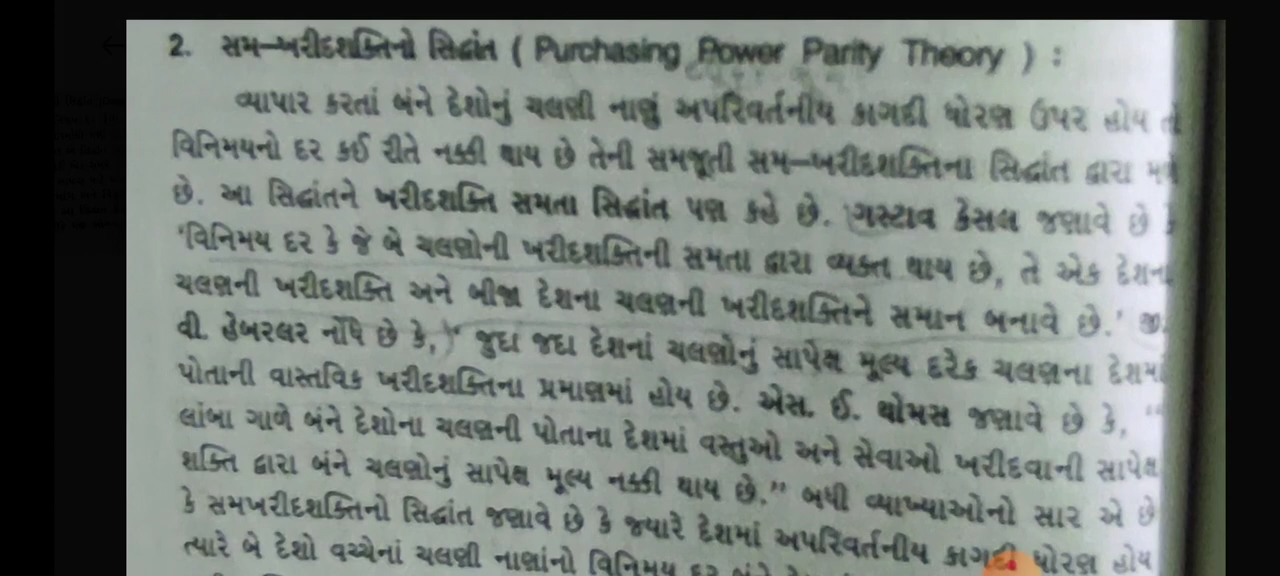 2. સમ–ખરીદશક્તિનો સિદ્ધાંત ( Purchasing Power Parity Theory ) :
વ્યાપાર કરતાં બંને દેશોનું ચલણી નાણું અપરિવર્તનીય કાગદી ધોરણ ઉપર હોય તો
વિનિમયનો દર કઈ રીતે નક્કી થાય છે તેની સમજૂતી સમ–ખરીદશક્તિના સિદ્ધાંત દ્વારા મળે
છે. આ સિદ્ધાંતને ખરીદશક્તિ સમતા સિદ્ધાંત પણ કહે છે. ગસ્ટાવ કેસલ જણાવે છે કે
'વિનિમય દર કે જે બે ચલણોની ખરીદશક્તિની સમતા દ્વારા વ્યક્ત થાય છે, તે એક દેશના
ચલણની ખરીદશક્તિ અને બીજા દેશના ચલણની ખરીદશક્તિને સમાન બનાવે છે.' જી.
વી. હેબરલર નોંધે છે કે, ' જુદા જદા દેશનાં ચલણોનું સાપેક્ષ મૂલ્ય દરેક ચલણના દેશમાં
પોતાની વાસ્તવિક ખરીદશક્તિના પ્રમાણમાં હોય છે. એસ. ઈ. થોમસ જણાવે છે કે, "
લાંબા ગાળે બંને દેશોના ચલણની પોતાના દેશમાં વસ્તુઓ અને સેવાઓ ખરીદવાની સાપેક્ષ
શક્તિ દ્વારા બંને ચલણોનું સાપેક્ષ મૂલ્ય નક્કી થાય છે." બધી વ્યાખ્યાઓનો સાર એ છે
કે સમખરીદશક્તિનો સિદ્ધાંત જણાવે છે કે જ્યારે દેશમાં અપરિવર્તનીય કાગદી ધોરણ હોય
ત્યારે બે દેશો વચ્ચેનાં ચલણી નાણાંનો વિનિમય દર